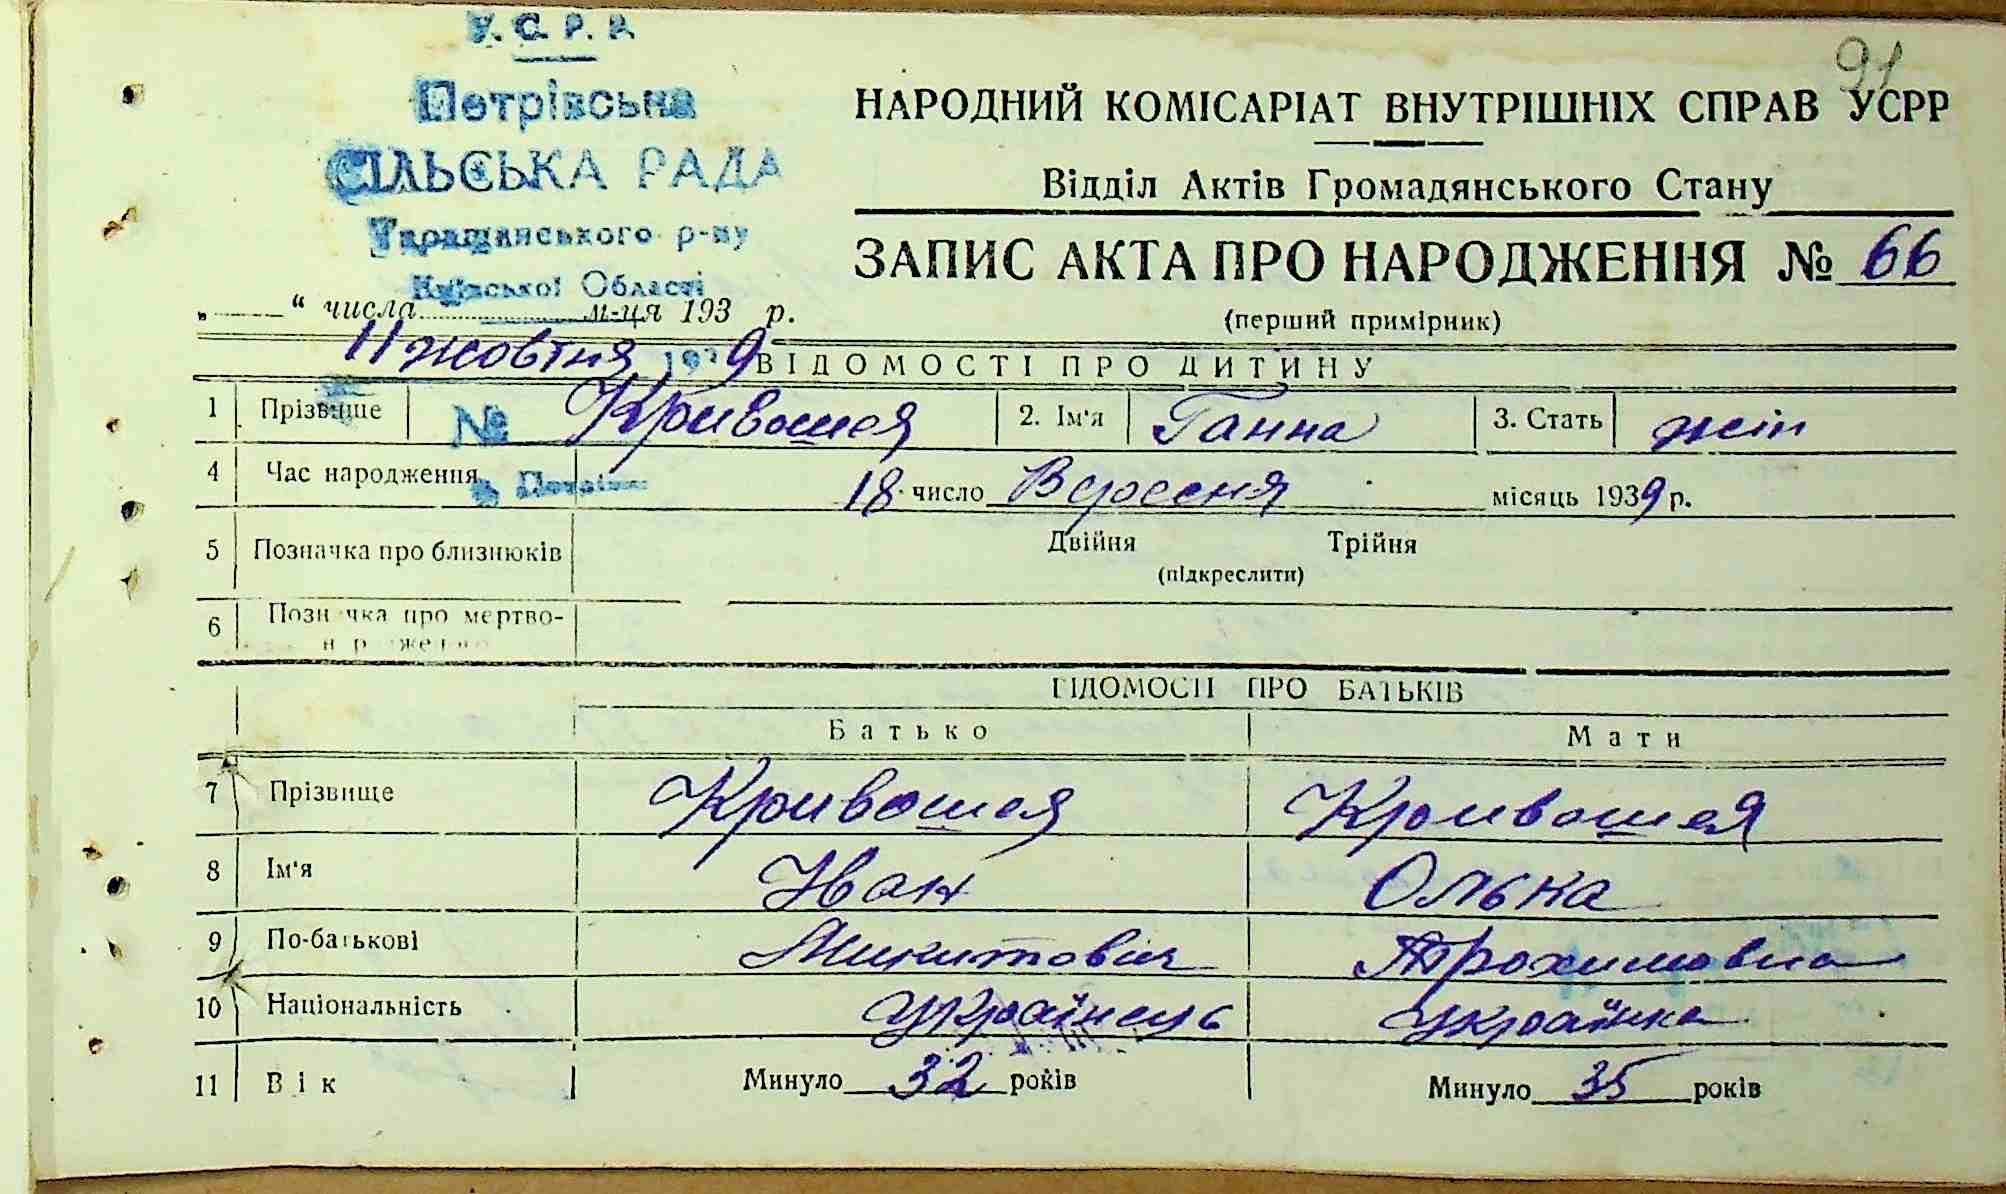 91
У.С.Р.Р.
Петрівська
СІЛЬСЬКА РАДА
Таращанського р-ну
Київської Області
„ “ числа м-ця 193 р.
11 жовтня 1939
№
НАРОДНИЙ КОМІСАРІАТ ВНУТРІШНІХ СПРАВ УСРР
Відділ Актів Громадянського Стану
ЗАПИС АКТА ПРО НАРОДЖЕННЯ № 66
(перший примірник)
ВІДОМОСТІ ПРО ДИТИНУ
1 Прізвище Кривошея 2. Ім'я Ганна 3. Стать жін
4 Час народження 18 число Вересня місяць 1939 р.
5 Позначка про близнюків Двійня Трійня
(підкреслити)
6 Позначка про мертво-
народженого
ВІДОМОСТІ ПРО БАТЬКІВ
Батько Мати
7 Прізвище Кривошея Кривошея
8 Ім'я Іван Олька
9 По-батькові Микитович Трохимовна
10 Національність українець українка
11 Вік Минуло 32 років Минуло 35 років